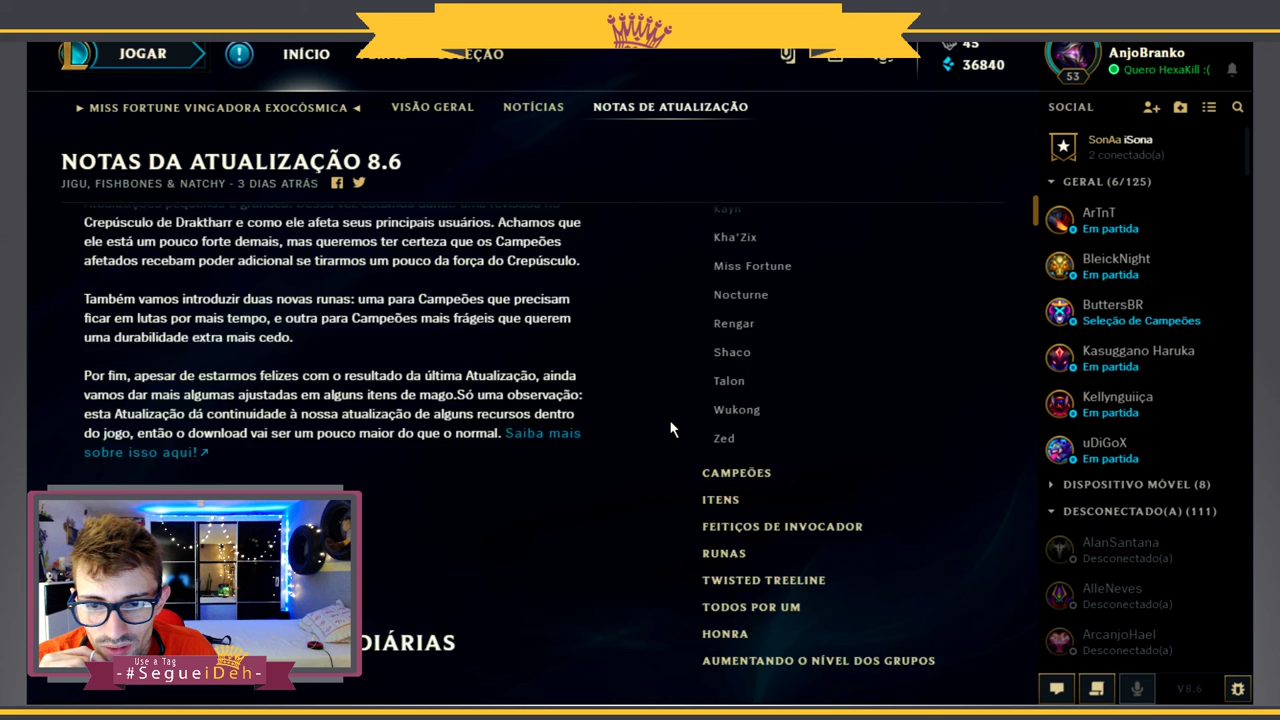 JOGAR
INÍCIO
45
36840
AnjoBranko
Quero HexaKill :(
53
► MISS FORTUNE VINGADORA EXOCÓSMICA ◄
VISÃO GERAL
NOTÍCIAS
NOTAS DE ATUALIZAÇÃO
NOTAS DA ATUALIZAÇÃO 8.6
JIGU, FISHBONES & NATCHY - 3 DIAS ATRÁS
Crepúsculo de Draktharr e como ele afeta seus principais usuários. Achamos que
ele está um pouco forte demais, mas queremos ter certeza que os Campeões
afetados recebam poder adicional se tirarmos um pouco da força do Crepúsculo.
Também vamos introduzir duas novas runas: uma para Campeões que precisam
ficar em lutas por mais tempo, e outra para Campeões mais frágeis que querem
uma durabilidade extra mais cedo.
Por fim, apesar de estarmos felizes com o resultado da última Atualização, ainda
vamos dar mais algumas ajustadas em alguns itens de mago.Só uma observação:
esta Atualização dá continuidade à nossa atualização de alguns recursos dentro
do jogo, então o download vai ser um pouco maior do que o normal. Saiba mais
sobre isso aqui!
DIÁRIAS
Kayn
Kha'Zix
Miss Fortune
Nocturne
Rengar
Shaco
Talon
Wukong
Zed
CAMPEÕES
ITENS
FEITIÇOS DE INVOCADOR
RUNAS
TWISTED TREELINE
TODOS POR UM
HONRA
AUMENTANDO O NÍVEL DOS GRUPOS
SOCIAL
SonAa iSona
2 conectado(a)
GERAL (6/125)
ArTnT
Em partida
BleickNight
Em partida
ButtersBR
Seleção de Campeões
Kasuggano Haruka
Em partida
Kellynguiiça
Em partida
uDiGoX
Em partida
DISPOSITIVO MÓVEL (8)
DESCONECTADO(A) (111)
AlanSantana
Desconectado(a)
AlleNeves
Desconectado(a)
ArcanjoHael
Desconectado(a)
V8.6
Use a Tag
-#SegueiDeh-